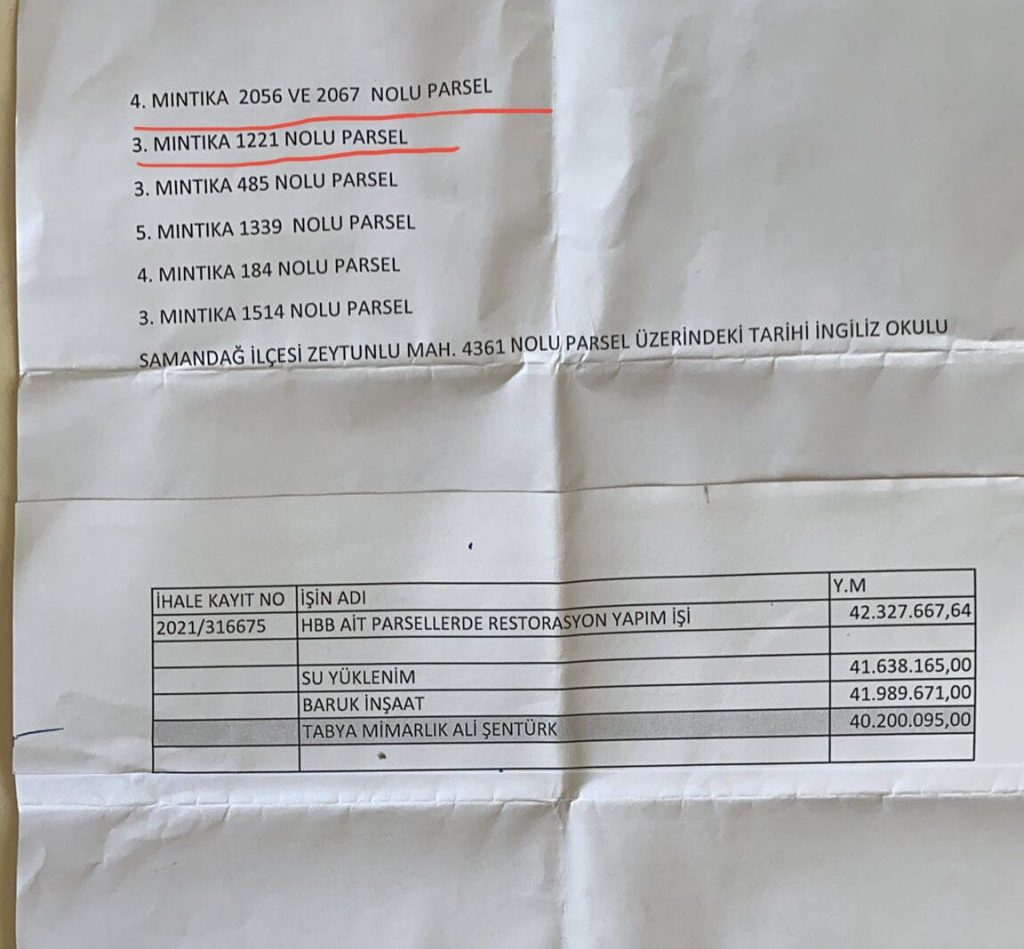 4. MINTIKA 2056 VE 2067 NOLU PARSEL
3. MINTIKA 1221 NOLU PARSEL
3. MINTIKA 485 NOLU PARSEL
5. MINTIKA 1339 NOLU PARSEL
4. MINTIKA 184 NOLU PARSEL
3. MINTIKA 1514 NOLU PARSEL
SAMANDAĞ İLÇESİ ZEYTUNLU MAH. 4361 NOLU PARSEL ÜZERİNDEKİ TARİHİ İNGİLİZ OKULU
İHALE KAYIT NO İŞİN ADI Y.M
2021/316675 HBB AİT PARSELLERDE RESTORASYON YAPIM İŞİ 42.327.667,64
SU YÜKLENİM 41.638.165,00
BARUK İNŞAAT 41.989.671,00
TABYA MİMARLIK ALİ ŞENTÜRK 40.200.095,00